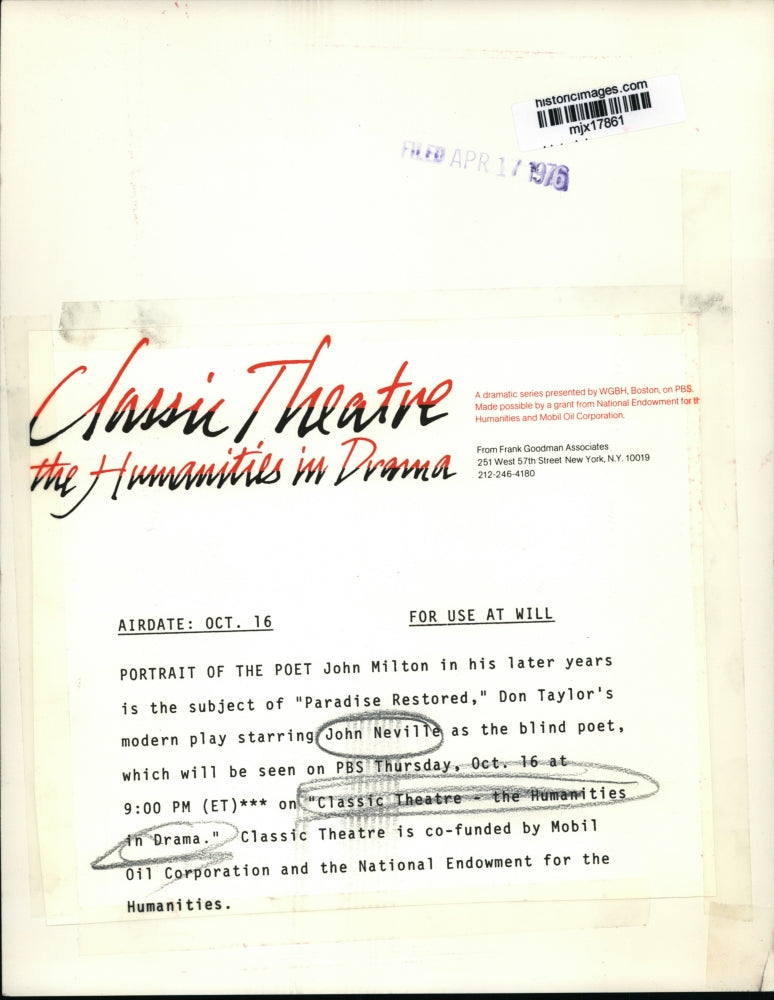 historicimages.com
mjx17861
FILED APR 17 1976
Classic Theatre
the Humanities in Drama
A dramatic series presented by WGBH, Boston, on PBS.
Made possible by a grant from National Endowment for th
Humanities and Mobil Oil Corporation.
From Frank Goodman Associates
251 West 57th Street New York, N.Y. 10019
212-246-4180
AIRDATE: OCT. 16 FOR USE AT WILL
PORTRAIT OF THE POET John Milton in his later years
is the subject of "Paradise Restored," Don Taylor's
modern play starring John Neville as the blind poet,
which will be seen on PBS Thursday, Oct. 16 at
9:00 PM (ET)*** on "Classic Theatre - the Humanities
in Drama." Classic Theatre is co-funded by Mobil
Oil Corporation and the National Endowment for the
Humanities.